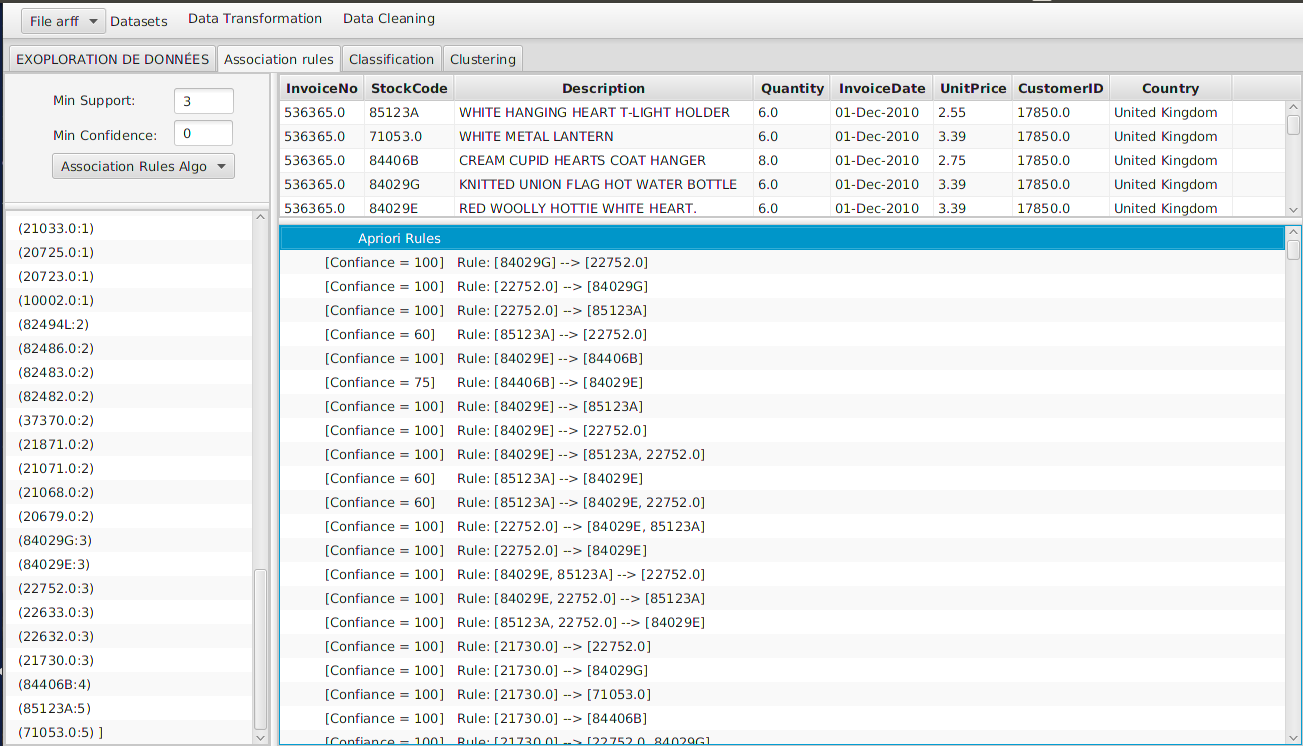 File arff Datasets Data Transformation Data Cleaning
EXOPLORATION DE DONNÉES Association rules Classification Clustering
Min Support: 3
Min Confidence: 0
Association Rules Algo
(21033.0:1)
(20725.0:1)
(20723.0:1)
(10002.0:1)
(82494L:2)
(82486.0:2)
(82483.0:2)
(82482.0:2)
(37370.0:2)
(21871.0:2)
(21071.0:2)
(21068.0:2)
(20679.0:2)
(84029G:3)
(84029E:3)
(22752.0:3)
(22633.0:3)
(22632.0:3)
(21730.0:3)
(84406B:4)
(85123A:5)
(71053.0:5) ]
InvoiceNo StockCode Description Quantity InvoiceDate UnitPrice CustomerID Country
536365.0 85123A WHITE HANGING HEART T-LIGHT HOLDER 6.0 01-Dec-2010 2.55 17850.0 United Kingdom
536365.0 71053.0 WHITE METAL LANTERN 6.0 01-Dec-2010 3.39 17850.0 United Kingdom
536365.0 84406B CREAM CUPID HEARTS COAT HANGER 8.0 01-Dec-2010 2.75 17850.0 United Kingdom
536365.0 84029G KNITTED UNION FLAG HOT WATER BOTTLE 6.0 01-Dec-2010 3.39 17850.0 United Kingdom
536365.0 84029E RED WOOLLY HOTTIE WHITE HEART. 6.0 01-Dec-2010 3.39 17850.0 United Kingdom
Apriori Rules
[Confiance = 100] Rule: [84029G] --> [22752.0]
[Confiance = 100] Rule: [22752.0] --> [84029G]
[Confiance = 100] Rule: [22752.0] --> [85123A]
[Confiance = 60] Rule: [85123A] --> [22752.0]
[Confiance = 100] Rule: [84029E] --> [84406B]
[Confiance = 75] Rule: [84406B] --> [84029E]
[Confiance = 100] Rule: [84029E] --> [85123A]
[Confiance = 100] Rule: [84029E] --> [22752.0]
[Confiance = 100] Rule: [84029E] --> [85123A, 22752.0]
[Confiance = 60] Rule: [85123A] --> [84029E]
[Confiance = 60] Rule: [85123A] --> [84029E, 22752.0]
[Confiance = 100] Rule: [22752.0] --> [84029E, 85123A]
[Confiance = 100] Rule: [22752.0] --> [84029E]
[Confiance = 100] Rule: [84029E, 85123A] --> [22752.0]
[Confiance = 100] Rule: [84029E, 22752.0] --> [85123A]
[Confiance = 100] Rule: [85123A, 22752.0] --> [84029E]
[Confiance = 100] Rule: [21730.0] --> [22752.0]
[Confiance = 100] Rule: [21730.0] --> [84029G]
[Confiance = 100] Rule: [21730.0] --> [71053.0]
[Confiance = 100] Rule: [21730.0] --> [84406B]
[Confiance = 100] Rule: [21730.0] --> [22752.0, 84029G]